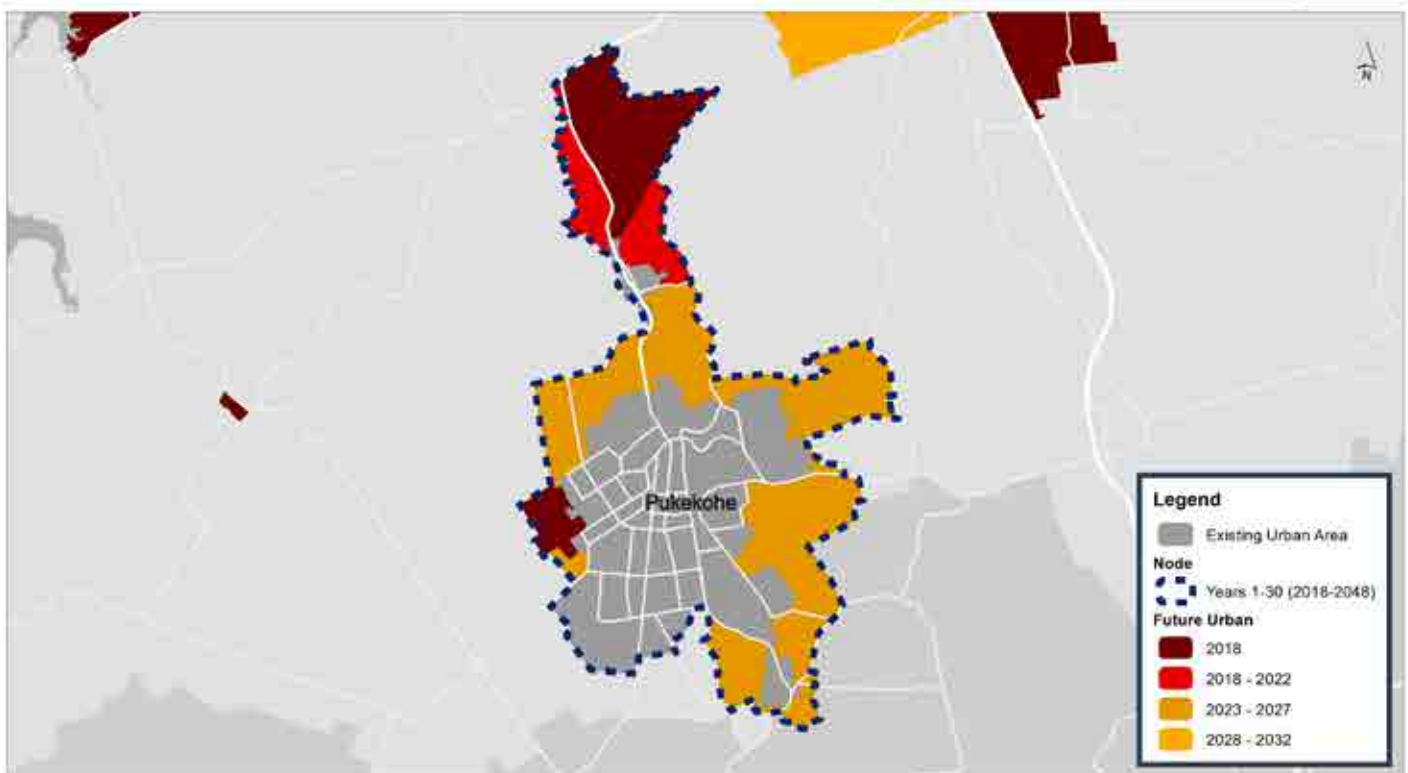 N
Pukekohe
Legend
Existing Urban Area
Node
Years 1-30 (2018-2048)
Future Urban
2018
2018 - 2022
2023 - 2027
2028 - 2032